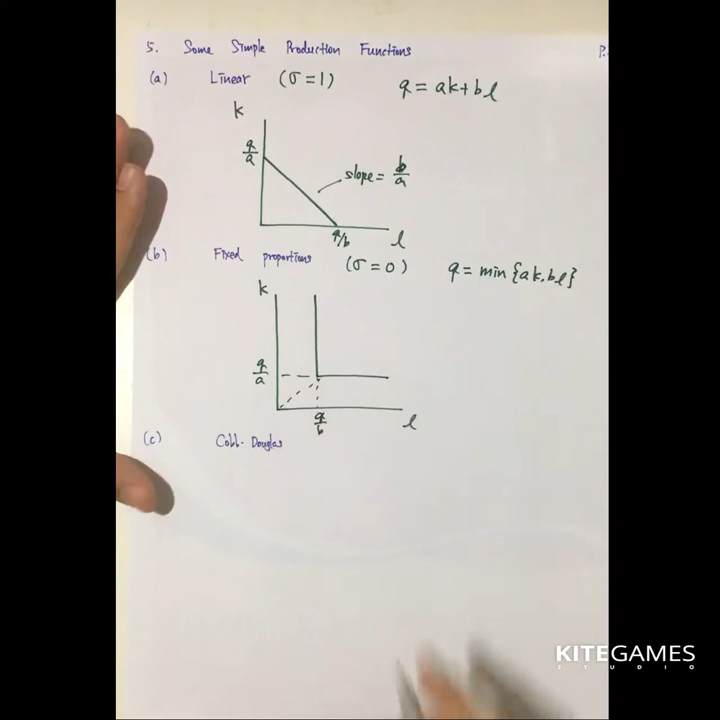 5. Some Simple Production Functions P.
(a) Linear (σ=1) q = ak+bl
k
q/a
slope = b/a
q/b l
(b) Fixed proportions (σ=0) q = min{ak,bl}
k
q/a
q/b l
(c) Cobb-Douglas
KITEGAMES
STUDIO